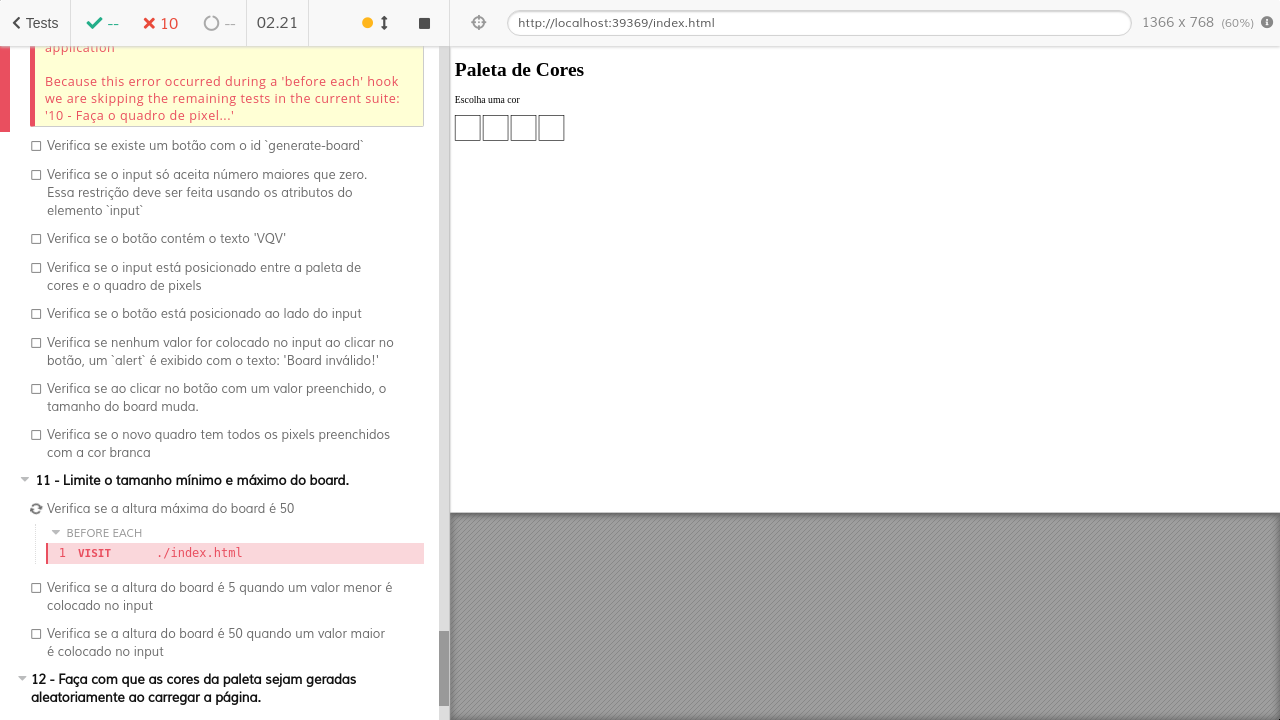 Tests
--
10
--
02.21
http://localhost:39369/index.html
1366 x 768 (60%)
application
Because this error occurred during a 'before each' hook
we are skipping the remaining tests in the current suite:
'10 - Faça o quadro de pixel...'
Verifica se existe um botão com o id `generate-board`
Verifica se o input só aceita número maiores que zero.
Essa restrição deve ser feita usando os atributos do
elemento `input`
Verifica se o botão contém o texto 'VQV'
Verifica se o input está posicionado entre a paleta de
cores e o quadro de pixels
Verifica se o botão está posicionado ao lado do input
Verifica se nenhum valor for colocado no input ao clicar no
botão, um `alert` é exibido com o texto: 'Board inválido!'
Verifica se ao clicar no botão com um valor preenchido, o
tamanho do board muda.
Verifica se o novo quadro tem todos os pixels preenchidos
com a cor branca
11 - Limite o tamanho mínimo e máximo do board.
Verifica se a altura máxima do board é 50
BEFORE EACH
1 VISIT ./index.html
Verifica se a altura do board é 5 quando um valor menor é
colocado no input
Verifica se a altura do board é 50 quando um valor maior
é colocado no input
12 - Faça com que as cores da paleta sejam geradas
aleatoriamente ao carregar a página.
Paleta de Cores
Escolha uma cor